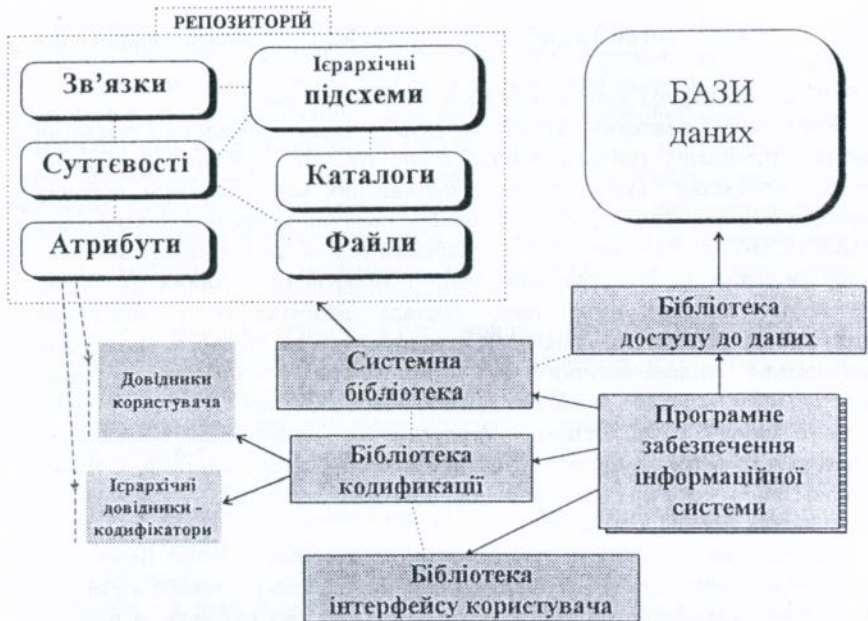 РЕПОЗИТОРІЙ
Зв’язки
Ієрархічні
підсхеми
Суттєвості
Каталоги
Атрибути
Файли
БАЗИ
даних
Бібліотека
доступу до даних
Довідники
користувача
Системна
бібліотека
Програмне
забезпечення
інформаційної
системи
Бібліотека
кодификації
Ієрархічні
довідники –
кодифікатори
Бібліотека
інтерфейсу користувача